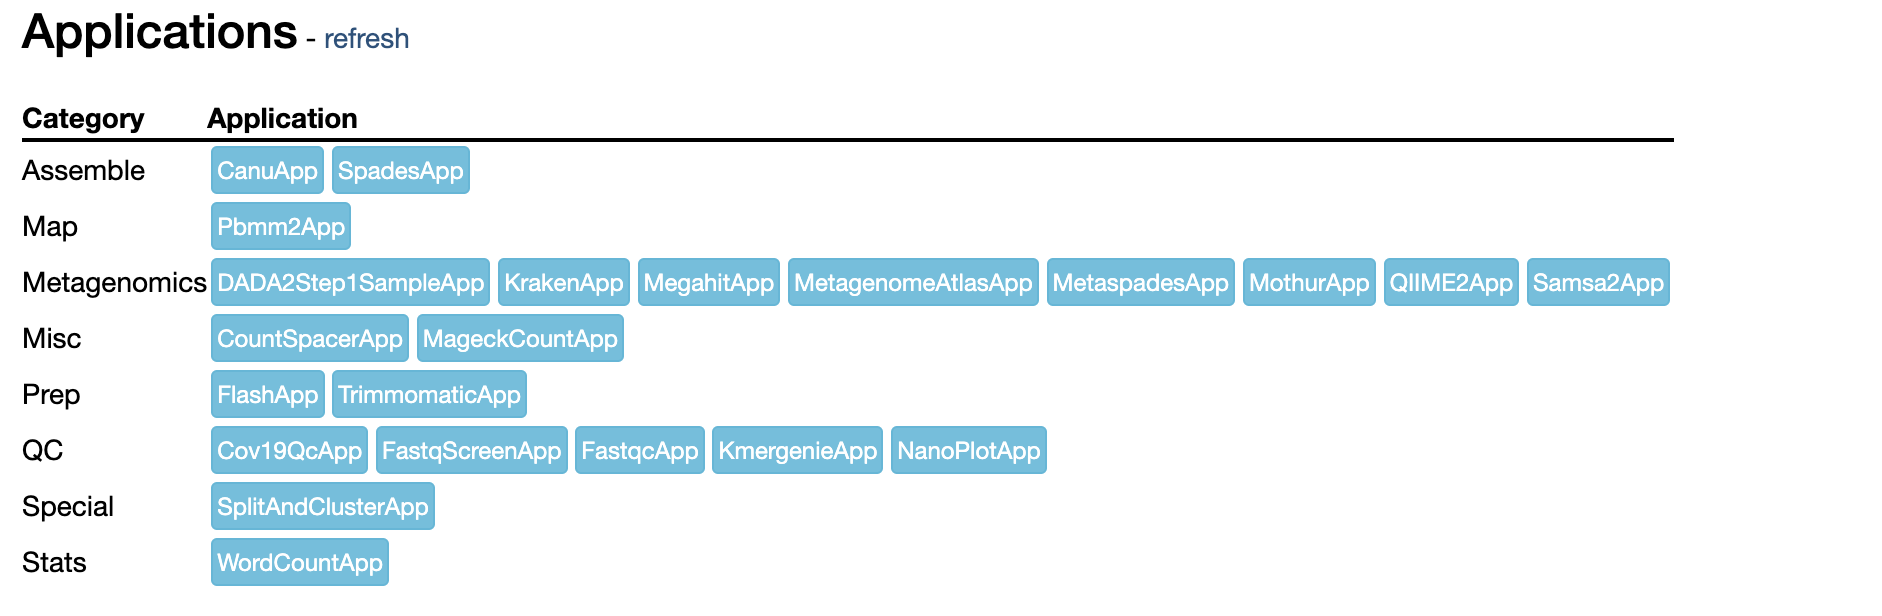 Applications - refresh
Category Application
Assemble CanuApp SpadesApp
Map Pbmm2App
Metagenomics DADA2Step1SampleApp KrakenApp MegahitApp MetagenomeAtlasApp MetaspadesApp MothurApp QIIME2App Samsa2App
Misc CountSpacerApp MageckCountApp
Prep FlashApp TrimmomaticApp
QC Cov19QcApp FastqScreenApp FastqcApp KmergenieApp NanoPlotApp
Special SplitAndClusterApp
Stats WordCountApp